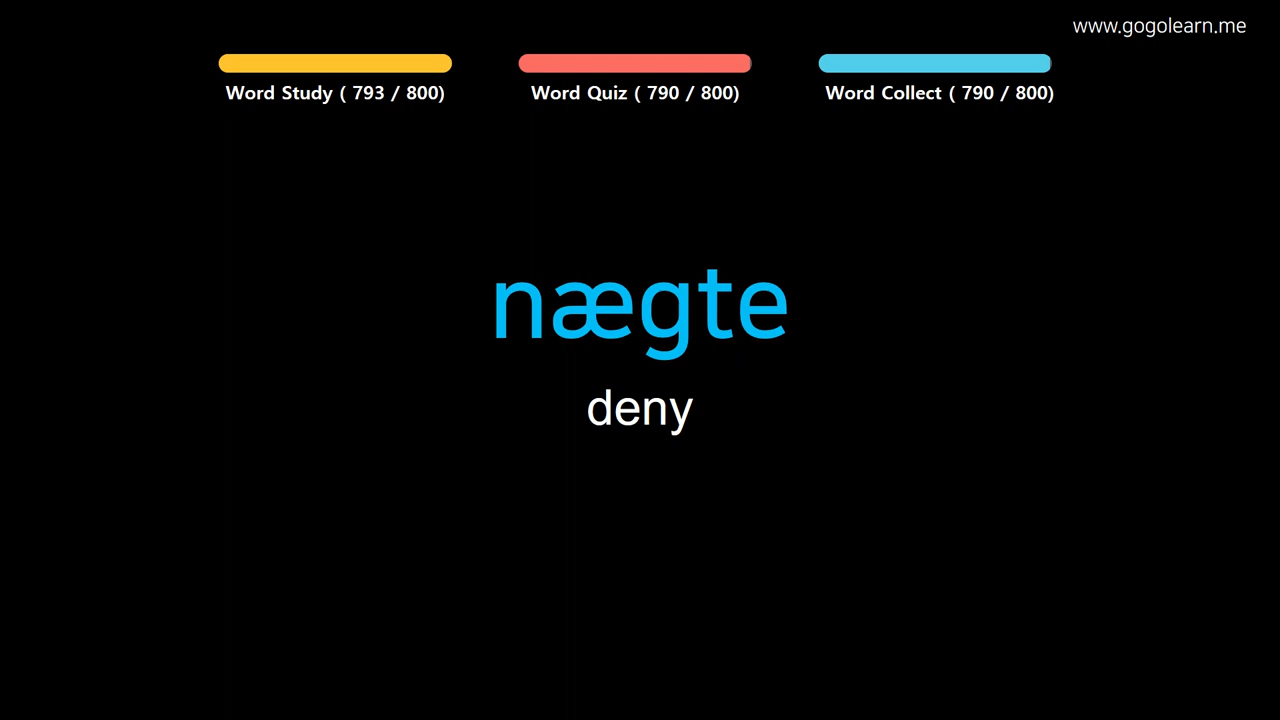 www.gogolearn.me
Word Study ( 793 / 800)
Word Quiz ( 790 / 800)
Word Collect ( 790 / 800)
nægte
deny